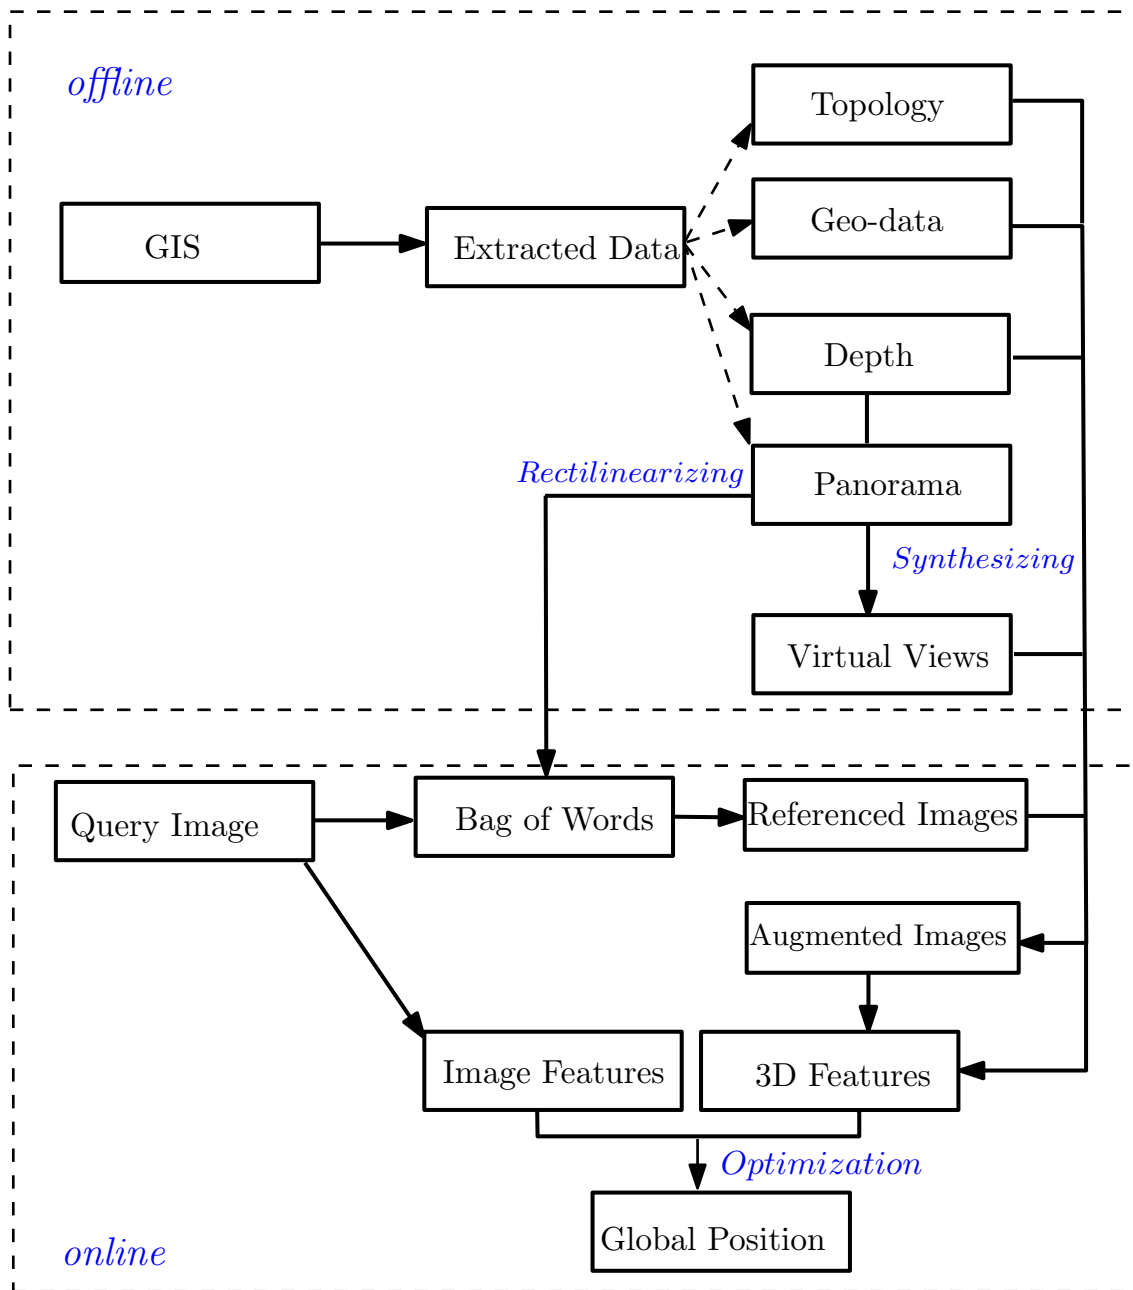 offline
Topology
Geo-data
GIS
Extracted Data
Depth
Rectilinearizing
Panorama
Synthesizing
Virtual Views
Query Image
Bag of Words
Referenced Images
Augmented Images
Image Features
3D Features
Optimization
Global Position
online